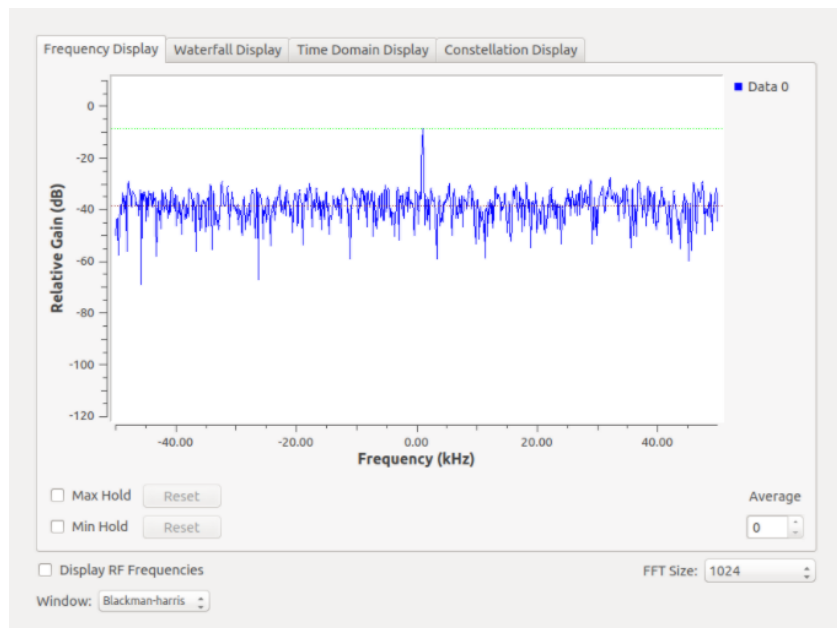 Frequency Display Waterfall Display Time Domain Display Constellation Display
Data 0
0
-20
-40
-60
-80
-100
-120
Relative Gain (dB)
-40.00 -20.00 0.00 20.00 40.00
Frequency (kHz)
Max Hold Reset
Average
Min Hold Reset
0
Display RF Frequencies
FFT Size: 1024
Window: Blackman-harris